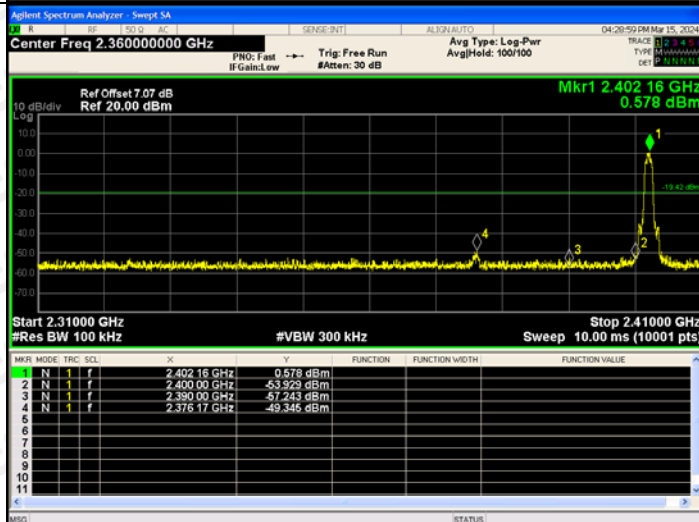 Agilent Spectrum Analyzer - Swept SA
R RF 50 Ω AC SENSE:INT ALIGN AUTO 04:28:59 PM Mar 15, 2024
Center Freq 2.360000000 GHz
PNO: Fast
IFGain:Low
Trig: Free Run
#Atten: 30 dB
Avg Type: Log-Pwr
Avg|Hold: 100/100
TRACE 1 2 3 4 5
TYPE M
DET P N N N N
Ref Offset 7.07 dB
Ref 20.00 dBm
Mkr1 2.402 16 GHz
0.578 dBm
10 dB/div
Log
10.0
0.00
-10.0
-20.0
-30.0
-40.0
-50.0
-60.0
-70.0
1
-19.42 dBm
4
3
2
Start 2.31000 GHz
#Res BW 100 kHz
#VBW 300 kHz
Stop 2.41000 GHz
Sweep 10.00 ms (10001 pts)
MKR MODE TRC SCL X Y FUNCTION FUNCTION WIDTH FUNCTION VALUE
1 N 1 f 2.402 16 GHz 0.578 dBm
2 N 1 f 2.400 00 GHz -53.929 dBm
3 N 1 f 2.390 00 GHz -57.243 dBm
4 N 1 f 2.376 17 GHz -49.345 dBm
5
6
7
8
9
10
11
MSG STATUS